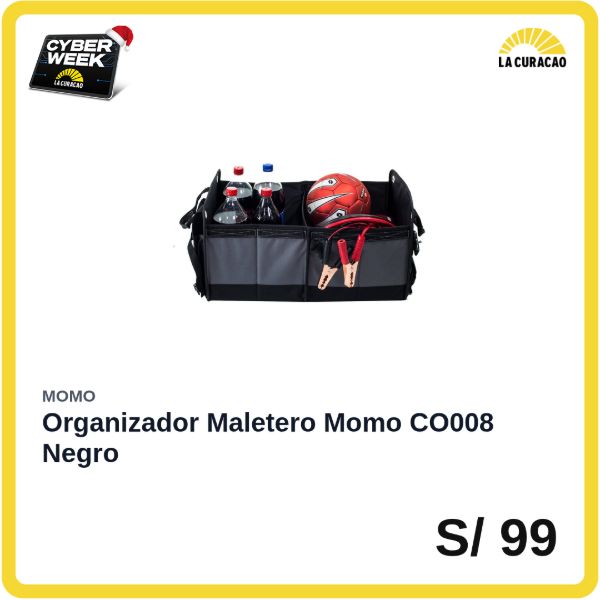 CYBER
WEEK
LA CURACAO
LA CURACAO
MOMO
Organizador Maletero Momo CO008
Negro
S/ 99